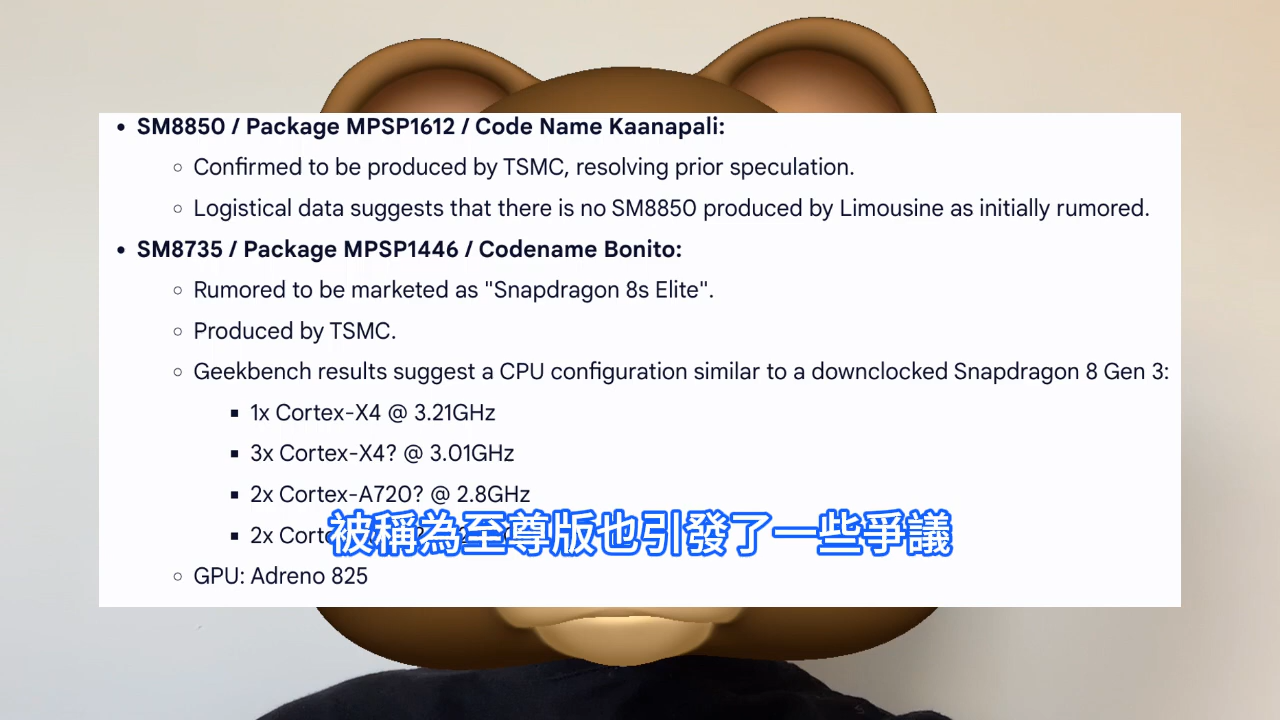 SM8850 / Package MPSP1612 / Code Name Kaanapali:
Confirmed to be produced by TSMC, resolving prior speculation.
Logistical data suggests that there is no SM8850 produced by Limousine as initially rumored.
SM8735 / Package MPSP1446 / Codename Bonito:
Rumored to be marketed as "Snapdragon 8s Elite".
Produced by TSMC.
Geekbench results suggest a CPU configuration similar to a downclocked Snapdragon 8 Gen 3:
1x Cortex-X4 @ 3.21GHz
3x Cortex-X4? @ 3.01GHz
2x Cortex-A720? @ 2.8GHz
2x
被稱為至尊版也引發了一些爭議
GPU: Adreno 825